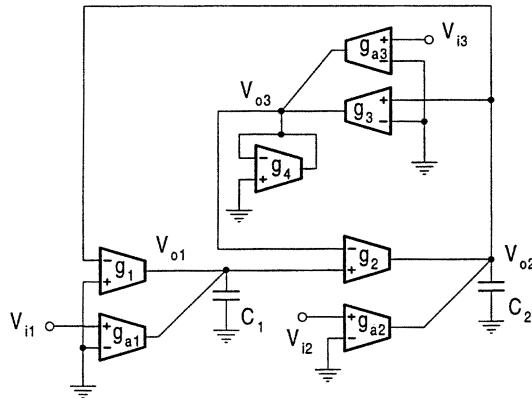 +
g_a3
−
V_i3
V_o3
+
g_3
−
−
g_4
+
−
g_1
+
V_o1
−
g_2
+
V_o2
C_1
C_2
V_i1
+
g_a1
−
V_i2
+
g_a2
−